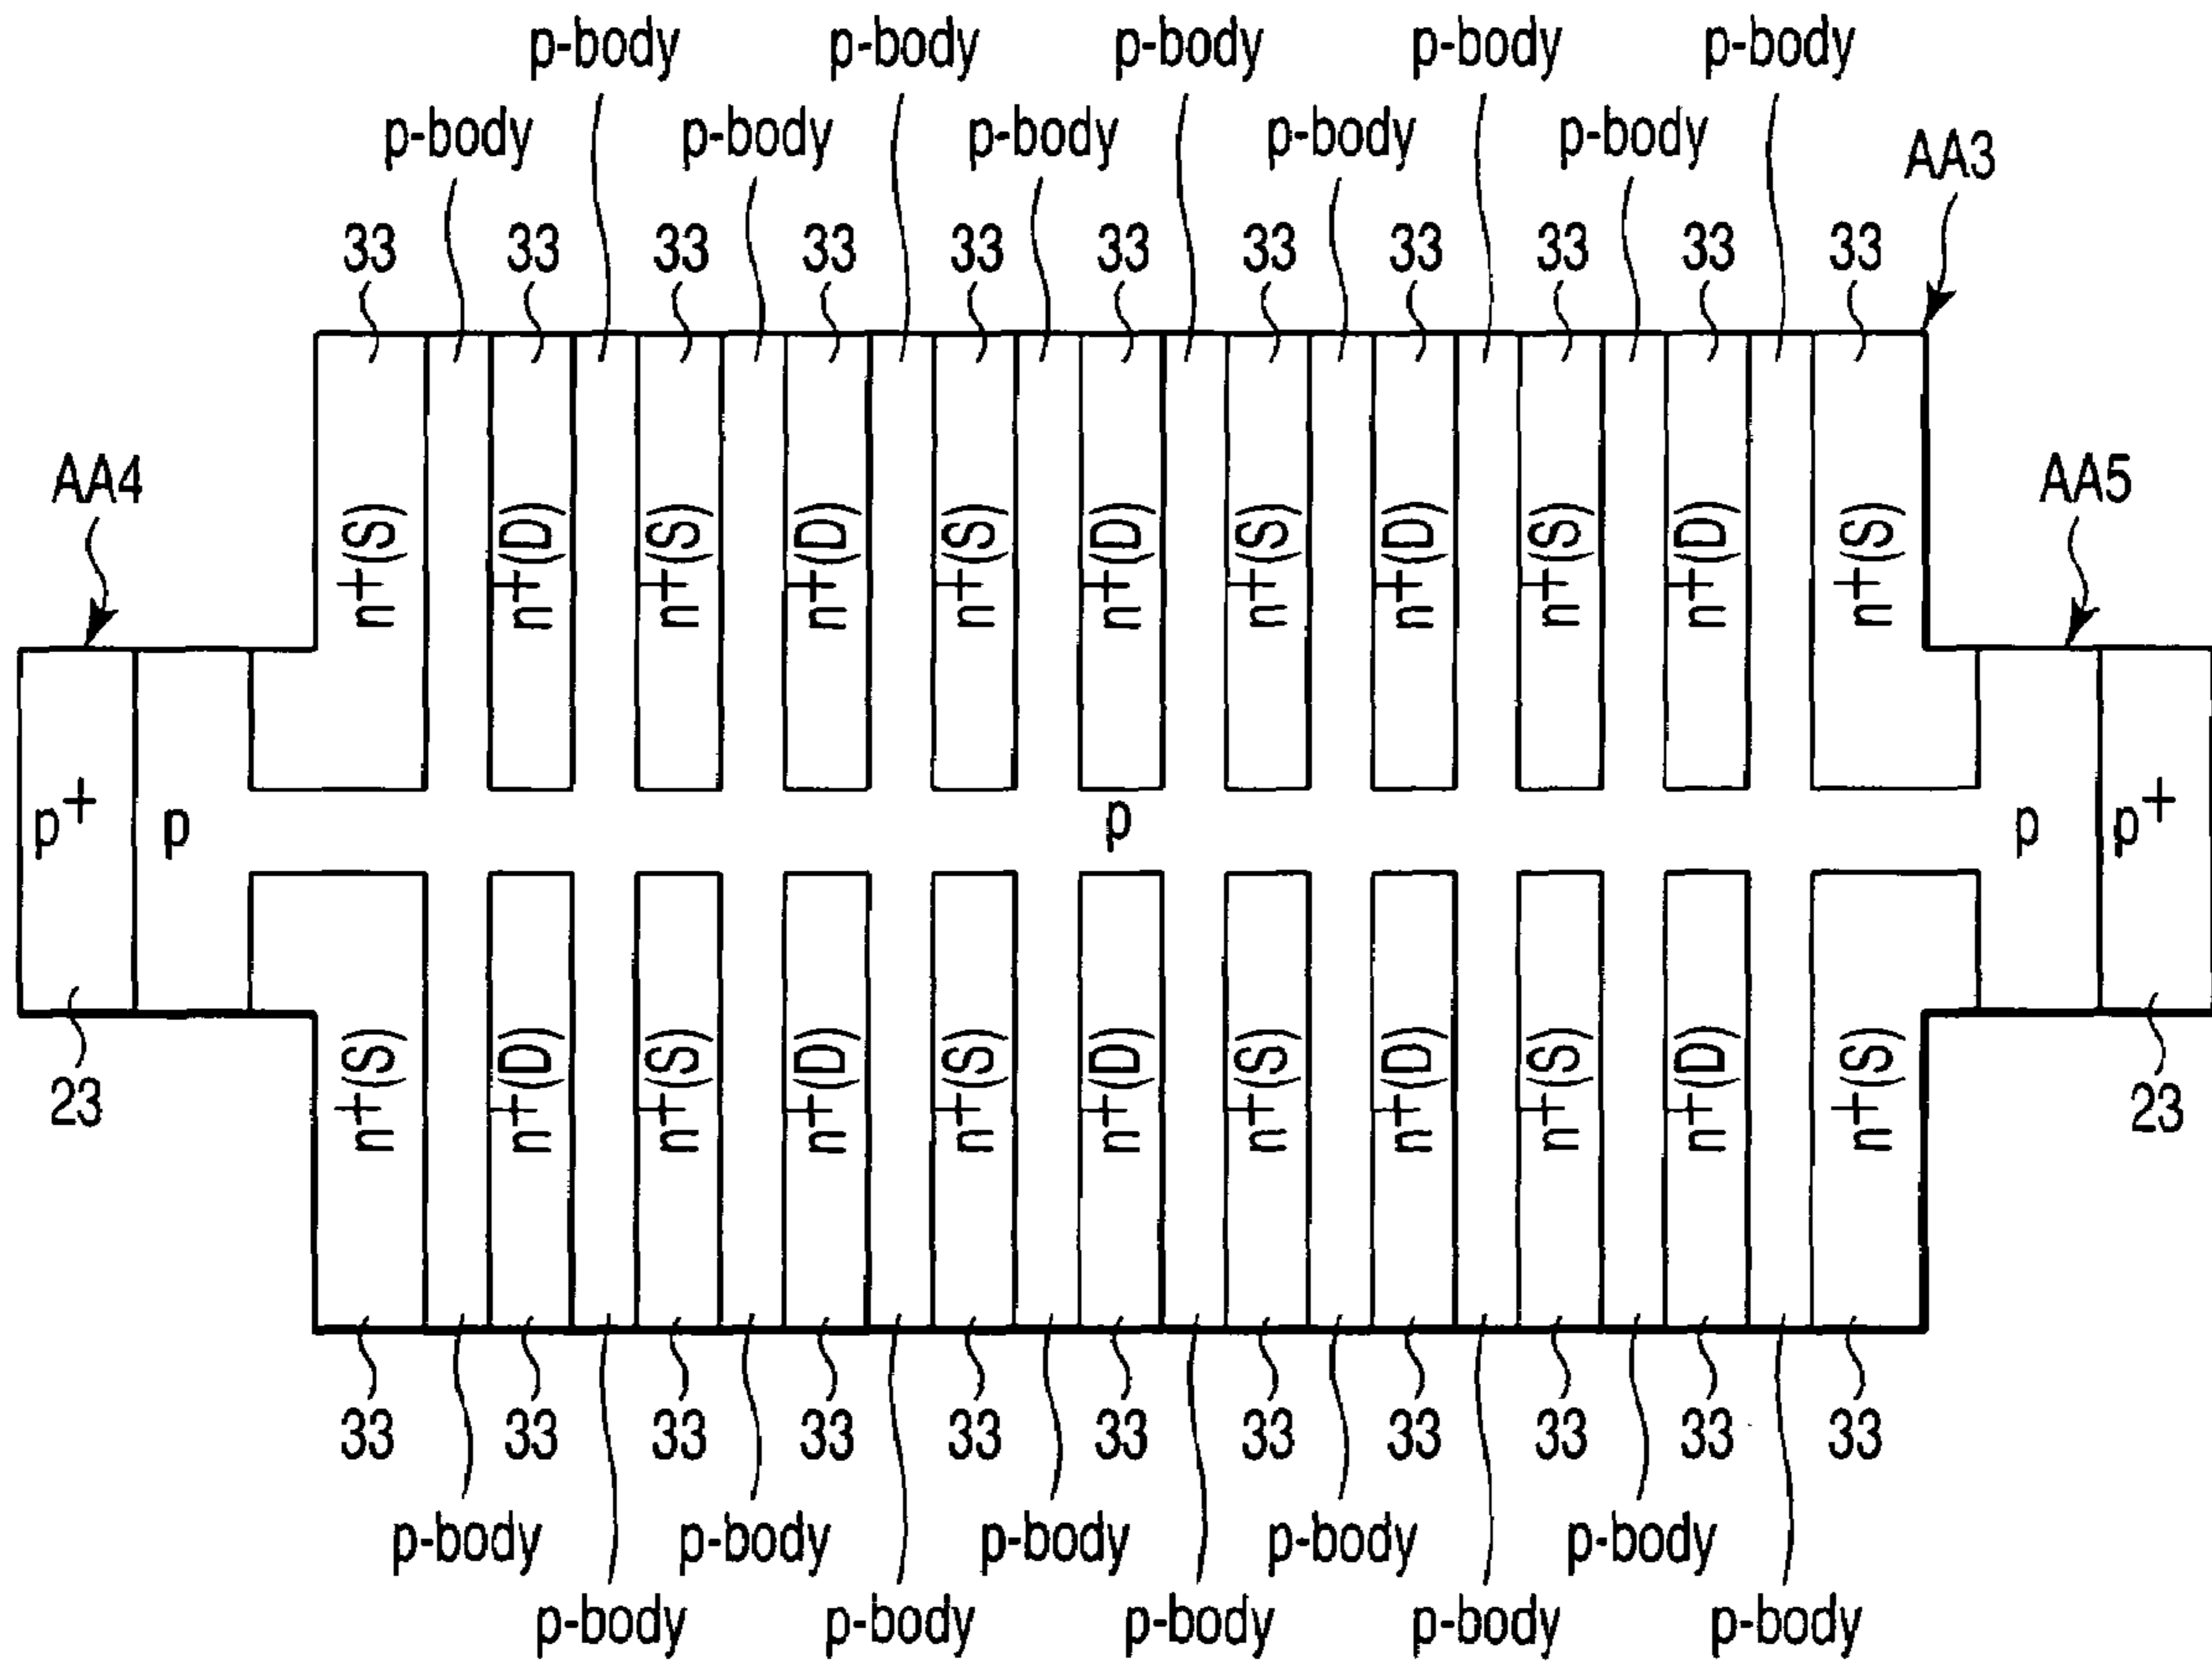 p-body p-body p-body p-body p-body
p-body p-body p-body p-body p-body
AA3
33 33 33 33 33 33 33 33 33 33 33
AA4
AA5
n+(S) n+(D) n+(S) n+(D) n+(S) n+(D) n+(S) n+(D) n+(S) n+(D) n+(S)
p+ p p p p+
n+(S) n+(D) n+(S) n+(D) n+(S) n+(D) n+(S) n+(D) n+(S) n+(D) n+(S)
23 23
33 33 33 33 33 33 33 33 33 33 33
p-body p-body p-body p-body p-body
p-body p-body p-body p-body p-body